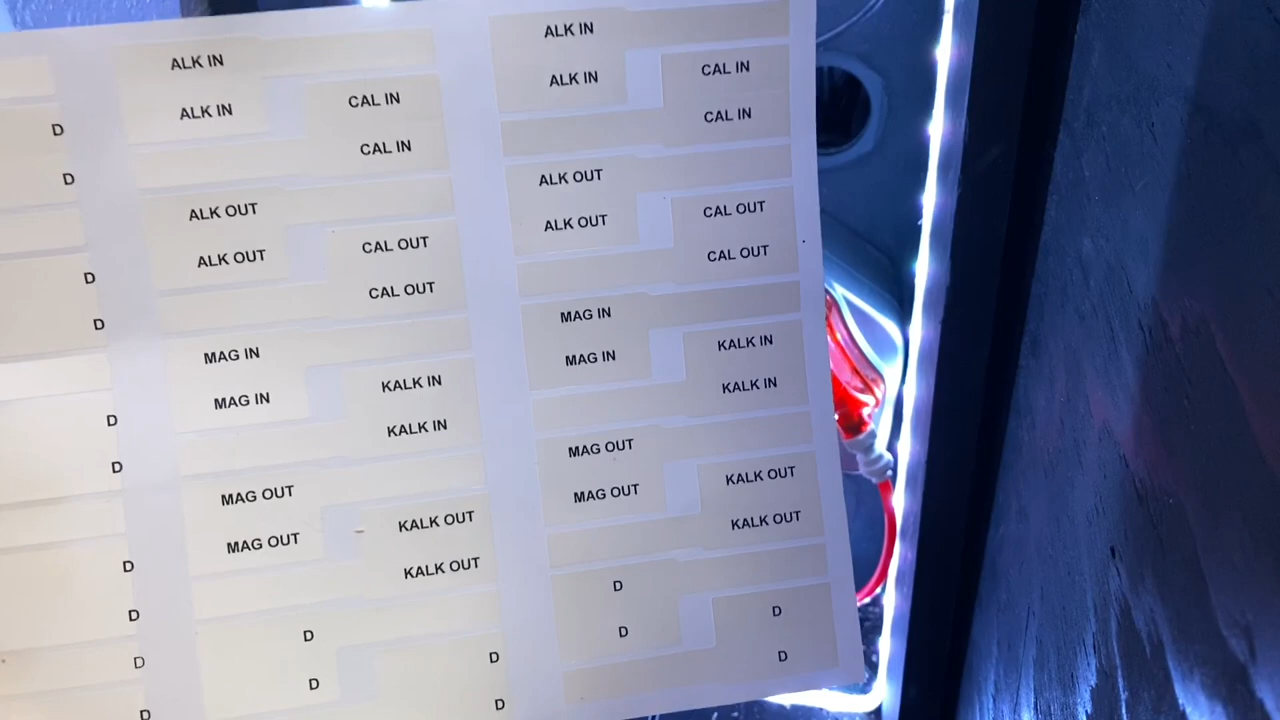 D
D
D
D
D
D
D
D
D
D
ALK IN
ALK IN
CAL IN
CAL IN
ALK OUT
ALK OUT
CAL OUT
CAL OUT
MAG IN
MAG IN
KALK IN
KALK IN
MAG OUT
MAG OUT
KALK OUT
KALK OUT
D
D
D
D
ALK IN
ALK IN
CAL IN
CAL IN
ALK OUT
ALK OUT
CAL OUT
CAL OUT
MAG IN
MAG IN
KALK IN
KALK IN
MAG OUT
MAG OUT
KALK OUT
KALK OUT
D
D
D
D